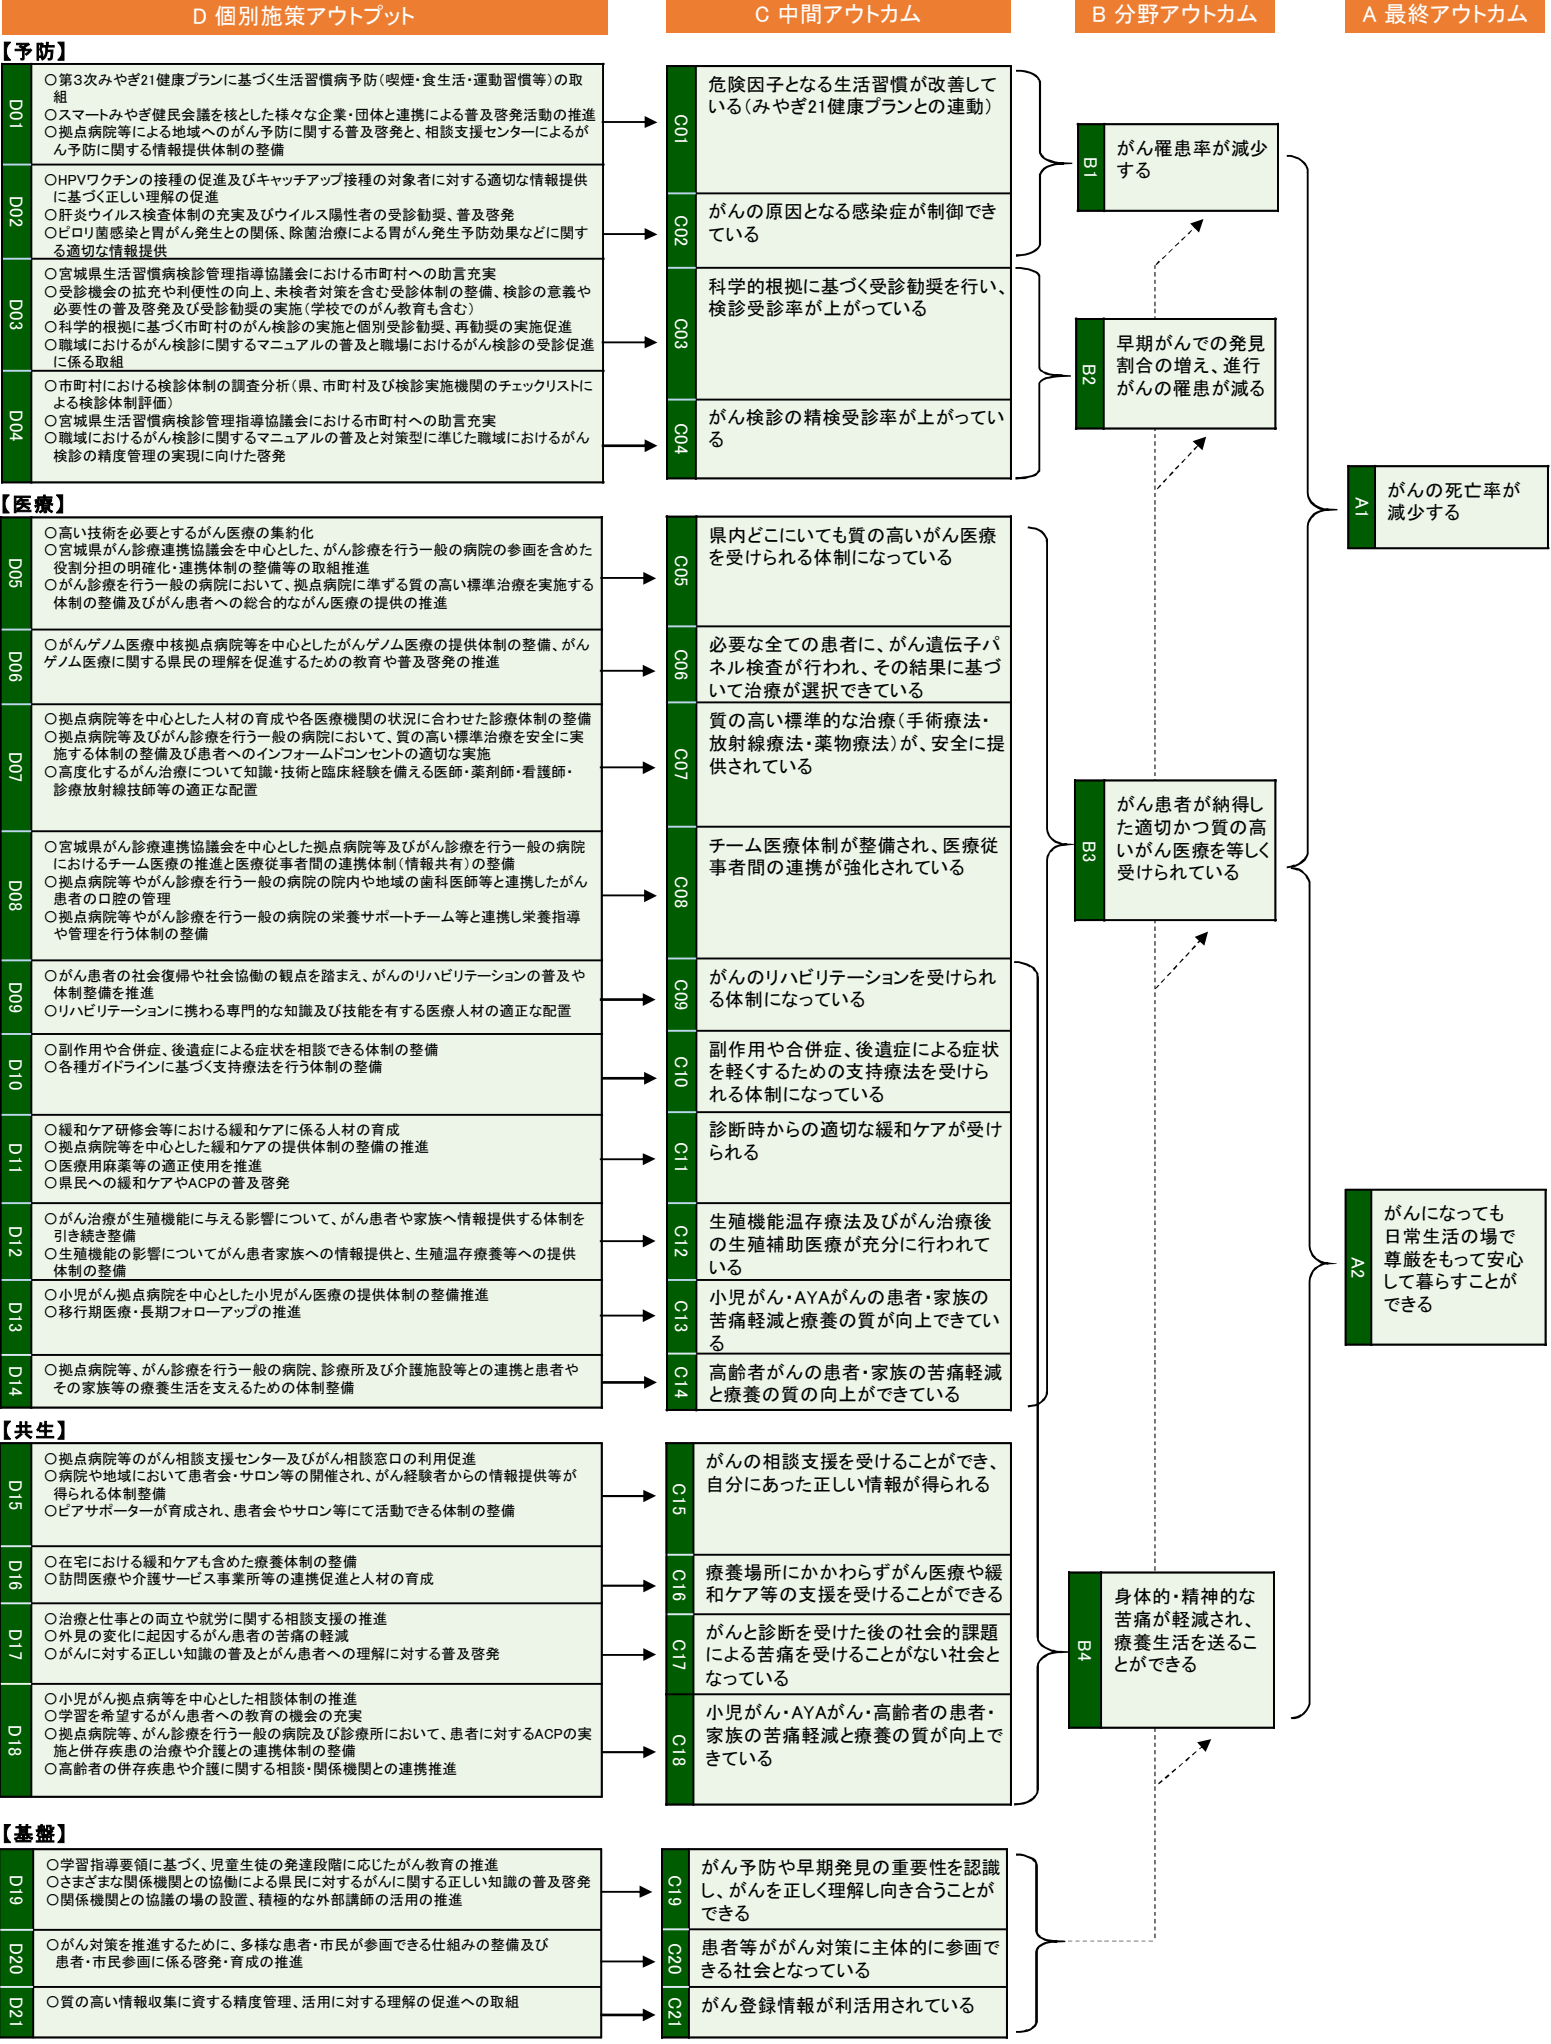 D 個別施策アウトプット
C 中間アウトカム
B 分野アウトカム
A 最終アウトカム
【予防】
D01
○第3次みやぎ21健康プランに基づく生活習慣病予防(喫煙・食生活・運動習慣等)の取
組
○スマートみやぎ健民会議を核とした様々な企業・団体と連携による普及啓発活動の推進
○拠点病院等による地域へのがん予防に関する普及啓発と、相談支援センターによるが
ん予防に関する情報提供体制の整備
C01
危険因子となる生活習慣が改善して
いる(みやぎ21健康プランとの連動)
D02
○HPVワクチンの接種の促進及びキャッチアップ接種の対象者に対する適切な情報提供
に基づく正しい理解の促進
○肝炎ウイルス検査体制の充実及びウイルス陽性者の受診勧奨、普及啓発
○ピロリ菌感染と胃がん発生との関係、除菌治療による胃がん発生予防効果などに関す
る適切な情報提供
C02
がんの原因となる感染症が制御でき
ている
B1
がん罹患率が減少
する
D03
○宮城県生活習慣病検診管理指導協議会における市町村への助言充実
○受診機会の拡充や利便性の向上、未検者対策を含む受診体制の整備、検診の意義や
必要性の普及啓発及び受診勧奨の実施(学校でのがん教育も含む)
○科学的根拠に基づく市町村のがん検診の実施と個別受診勧奨、再勧奨の実施促進
○職域におけるがん検診に関するマニュアルの普及と職場におけるがん検診の受診促進
に係る取組
C03
科学的根拠に基づく受診勧奨を行い、
検診受診率が上がっている
D04
○市町村における検診体制の調査分析(県、市町村及び検診実施機関のチェックリストに
よる検診体制評価)
○宮城県生活習慣病検診管理指導協議会における市町村への助言充実
○職域におけるがん検診に関するマニュアルの普及と対策型に準じた職域におけるがん
検診の精度管理の実現に向けた啓発
C04
がん検診の精検受診率が上がってい
る
B2
早期がんでの発見
割合の増え、進行
がんの罹患が減る
A1
がんの死亡率が
減少する
【医療】
D05
○高い技術を必要とするがん医療の集約化
○宮城県がん診療連携協議会を中心とした、がん診療を行う一般の病院の参画を含めた
役割分担の明確化・連携体制の整備等の取組推進
○がん診療を行う一般の病院において、拠点病院に準ずる質の高い標準治療を実施する
体制の整備及びがん患者への総合的ながん医療の提供の推進
C05
県内どこにいても質の高いがん医療
を受けられる体制になっている
D06
○がんゲノム医療中核拠点病院等を中心としたがんゲノム医療の提供体制の整備、がん
ゲノム医療に関する県民の理解を促進するための教育や普及啓発の推進
C06
必要な全ての患者に、がん遺伝子パ
ネル検査が行われ、その結果に基づ
いて治療が選択できている
D07
○拠点病院等を中心とした人材の育成や各医療機関の状況に合わせた診療体制の整備
○拠点病院等及びがん診療を行う一般の病院において、質の高い標準治療を安全に実
施する体制の整備及び患者へのインフォームドコンセントの適切な実施
○高度化するがん治療について知識・技術と臨床経験を備える医師・薬剤師・看護師・
診療放射線技師等の適正な配置
C07
質の高い標準的な治療(手術療法・
放射線療法・薬物療法)が、安全に提
供されている
D08
○宮城県がん診療連携協議会を中心とした拠点病院等及びがん診療を行う一般の病院
におけるチーム医療の推進と医療従事者間の連携体制(情報共有)の整備
○拠点病院等やがん診療を行う一般の病院の院内や地域の歯科医師等と連携したがん
患者の口腔の管理
○拠点病院等やがん診療を行う一般の病院の栄養サポートチーム等と連携し栄養指導
や管理を行う体制の整備
C08
チーム医療体制が整備され、医療従
事者間の連携が強化されている
B3
がん患者が納得し
た適切かつ質の高
いがん医療を等しく
受けられている
D09
○がん患者の社会復帰や社会協働の観点を踏まえ、がんのリハビリテーションの普及や
体制整備を推進
○リハビリテーションに携わる専門的な知識及び技能を有する医療人材の適正な配置
C09
がんのリハビリテーションを受けられ
る体制になっている
D10
○副作用や合併症、後遺症による症状を相談できる体制の整備
○各種ガイドラインに基づく支持療法を行う体制の整備
C10
副作用や合併症、後遺症による症状
を軽くするための支持療法を受けら
れる体制になっている
D11
○緩和ケア研修会等における緩和ケアに係る人材の育成
○拠点病院等を中心とした緩和ケアの提供体制の整備の推進
○医療用麻薬等の適正使用を推進
○県民への緩和ケアやACPの普及啓発
C11
診断時からの適切な緩和ケアが受け
られる
D12
○がん治療が生殖機能に与える影響について、がん患者や家族へ情報提供する体制を
引き続き整備
○生殖機能の影響についてがん患者家族への情報提供と、生殖温存療養等への提供
体制の整備
C12
生殖機能温存療法及びがん治療後
の生殖補助医療が充分に行われて
いる
A2
がんになっても
日常生活の場で
尊厳をもって安心
して暮らすことが
できる
D13
○小児がん拠点病院を中心とした小児がん医療の提供体制の整備推進
○移行期医療・長期フォローアップの推進
C13
小児がん・AYAがんの患者・家族の
苦痛軽減と療養の質が向上できてい
る
D14
○拠点病院等、がん診療を行う一般の病院、診療所及び介護施設等との連携と患者や
その家族等の療養生活を支えるための体制整備
C14
高齢者がんの患者・家族の苦痛軽減
と療養の質の向上ができている
【共生】
D15
○拠点病院等のがん相談支援センター及びがん相談窓口の利用促進
○病院や地域において患者会・サロン等の開催され、がん経験者からの情報提供等が
得られる体制整備
○ピアサポーターが育成され、患者会やサロン等にて活動できる体制の整備
C15
がんの相談支援を受けることができ、
自分にあった正しい情報が得られる
D16
○在宅における緩和ケアも含めた療養体制の整備
○訪問医療や介護サービス事業所等の連携促進と人材の育成
C16
療養場所にかかわらずがん医療や緩
和ケア等の支援を受けることができる
D17
○治療と仕事との両立や就労に関する相談支援の推進
○外見の変化に起因するがん患者の苦痛の軽減
○がんに対する正しい知識の普及とがん患者への理解に対する普及啓発
C17
がんと診断を受けた後の社会的課題
による苦痛を受けることがない社会と
なっている
B4
身体的・精神的な
苦痛が軽減され、
療養生活を送るこ
とができる
D18
○小児がん拠点病等を中心とした相談体制の推進
○学習を希望するがん患者への教育の機会の充実
○拠点病院等、がん診療を行う一般の病院及び診療所において、患者に対するACPの実
施と併存疾患の治療や介護との連携体制の整備
○高齢者の併存疾患や介護に関する相談・関係機関との連携推進
C18
小児がん・AYAがん・高齢者の患者・
家族の苦痛軽減と療養の質が向上で
きている
【基盤】
D19
○学習指導要領に基づく、児童生徒の発達段階に応じたがん教育の推進
○さまざまな関係機関との協働による県民に対するがんに関する正しい知識の普及啓発
○関係機関との協議の場の設置、積極的な外部講師の活用の推進
C19
がん予防や早期発見の重要性を認識
し、がんを正しく理解し向き合うことが
できる
D20
○がん対策を推進するために、多様な患者・市民が参画できる仕組みの整備及び
患者・市民参画に係る啓発・育成の推進
C20
患者等ががん対策に主体的に参画で
きる社会となっている
D21
○質の高い情報収集に資する精度管理、活用に対する理解の促進への取組
C21
がん登録情報が利活用されている